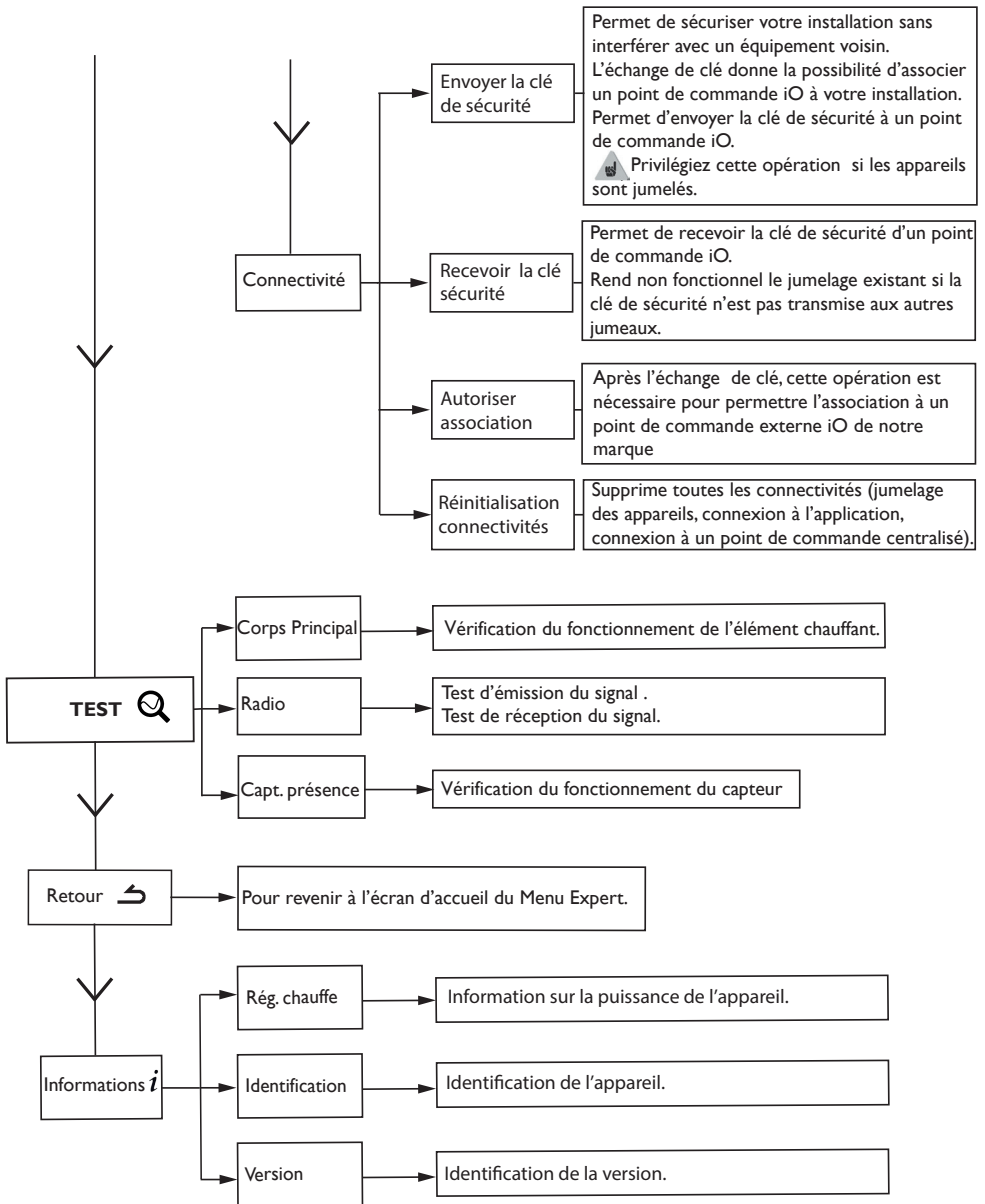 Permet de sécuriser votre installation sans
interférer avec un équipement voisin.
L'échange de clé donne la possibilité d'associer
un point de commande iO à votre installation.
Permet d'envoyer la clé de sécurité à un point
de commande iO.
Privilégiez cette opération si les appareils
sont jumelés.
Envoyer la clé
de sécurité
Connectivité
Recevoir la clé
sécurité
Permet de recevoir la clé de sécurité d'un point
de commande iO.
Rend non fonctionnel le jumelage existant si la
clé de sécurité n'est pas transmise aux autres
jumeaux.
Autoriser
association
Après l'échange de clé, cette opération est
nécessaire pour permettre l'association à un
point de commande externe iO de notre
marque
Réinitialisation
connectivités
Supprime toutes les connectivités (jumelage
des appareils, connexion à l'application,
connexion à un point de commande centralisé).
TEST
Corps Principal
Vérification du fonctionnement de l'élément chauffant.
Radio
Test d'émission du signal .
Test de réception du signal.
Capt. présence
Vérification du fonctionnement du capteur
Retour
Pour revenir à l'écran d'accueil du Menu Expert.
Informations i
Rég. chauffe
Information sur la puissance de l'appareil.
Identification
Identification de l'appareil.
Version
Identification de la version.